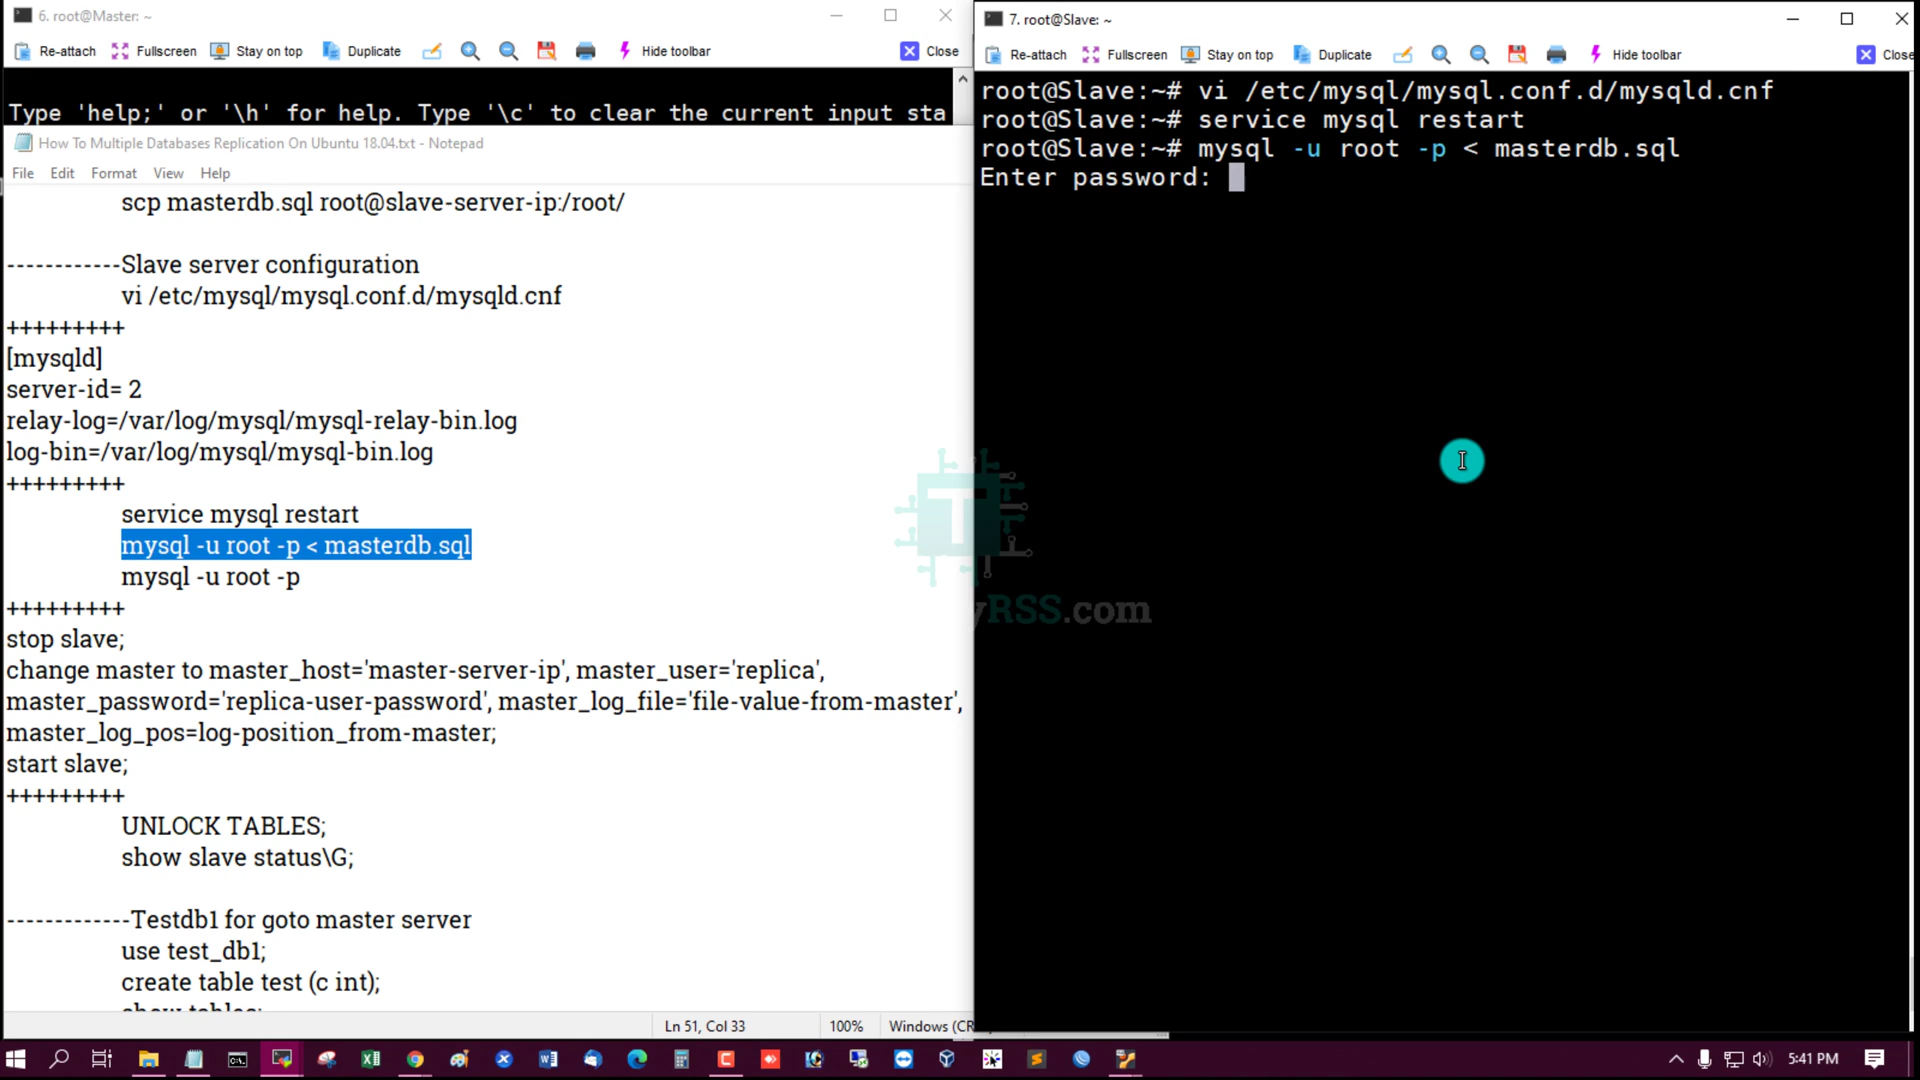 6. root@Master: ~
Re-attach Fullscreen Stay on top Duplicate Hide toolbar Close
Type 'help;' or '\h' for help. Type '\c' to clear the current input sta
How To Multiple Databases Replication On Ubuntu 18.04.txt - Notepad
File Edit Format View Help
scp masterdb.sql root@slave-server-ip:/root/
------------Slave server configuration
vi /etc/mysql/mysql.conf.d/mysqld.cnf
+++++++++
[mysqld]
server-id= 2
relay-log=/var/log/mysql/mysql-relay-bin.log
log-bin=/var/log/mysql/mysql-bin.log
+++++++++
service mysql restart
mysql -u root -p < masterdb.sql
mysql -u root -p
+++++++++
stop slave;
change master to master_host='master-server-ip', master_user='replica',
master_password='replica-user-password', master_log_file='file-value-from-master',
master_log_pos=log-position_from-master;
start slave;
+++++++++
UNLOCK TABLES;
show slave status\G;
-------------Testdb1 for goto master server
use test_db1;
create table test (c int);
show tables;
Ln 51, Col 33 100% Windows (CR
7. root@Slave: ~
Re-attach Fullscreen Stay on top Duplicate Hide toolbar Close
root@Slave:~# vi /etc/mysql/mysql.conf.d/mysqld.cnf
root@Slave:~# service mysql restart
root@Slave:~# mysql -u root -p < masterdb.sql
Enter password:
T
yRSS.com
5:41 PM